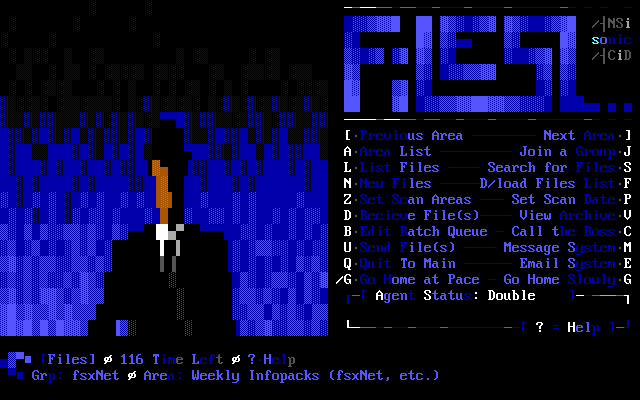 FILES
/┤NSi
sonic
/┤CiD
[ Previous Area Next Area ]
A Area List Join a Group J
L List Files Search for Files S
N New Files D/load Files List F
Z Set Scan Areas Set Scan Date P
D Recieve File(s) View Archive V
B Edit Batch Queue Call the Boss C
U Send File(s) Message System M
Q Quit To Main Email System E
/G Go Home at Pace Go Home Slowly G
[ Agent Status: Double ]
[ ? = Help ]
[Files] ø 116 Time Left ø ? Help
Grp: fsxNet ø Area: Weekly Infopacks (fsxNet, etc.)